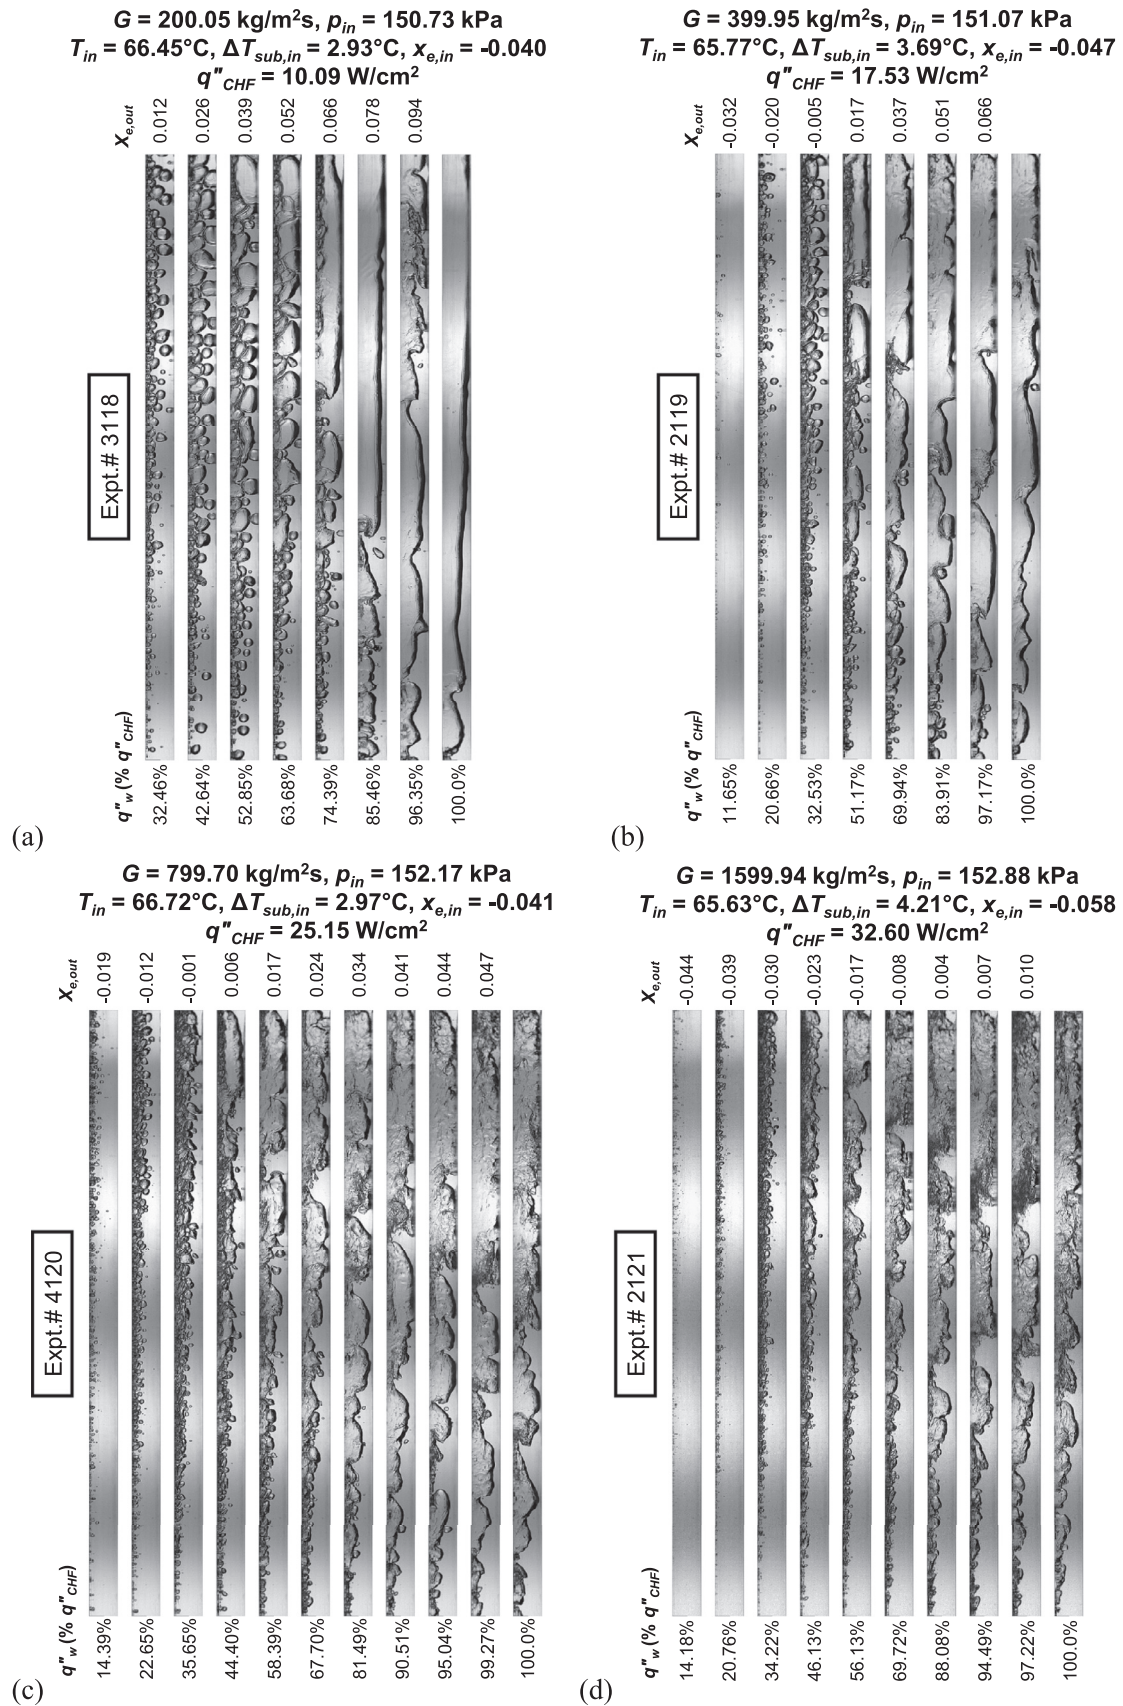 G = 200.05 kg/m²s, p_in = 150.73 kPa
T_in = 66.45°C, ΔT_sub,in = 2.93°C, x_e,in = -0.040
q"_CHF = 10.09 W/cm²
Expt.# 3118
x_e,out
0.012
0.026
0.039
0.052
0.066
0.078
0.094
q"_w (% q"_CHF)
32.46%
42.64%
52.85%
63.68%
74.39%
85.46%
96.35%
100.0%
(a)
G = 399.95 kg/m²s, p_in = 151.07 kPa
T_in = 65.77°C, ΔT_sub,in = 3.69°C, x_e,in = -0.047
q"_CHF = 17.53 W/cm²
Expt.# 2119
x_e,out
-0.032
-0.020
-0.005
0.017
0.037
0.051
0.066
q"_w (% q"_CHF)
11.65%
20.66%
32.53%
51.17%
69.94%
83.91%
97.17%
100.0%
(b)
G = 799.70 kg/m²s, p_in = 152.17 kPa
T_in = 66.72°C, ΔT_sub,in = 2.97°C, x_e,in = -0.041
q"_CHF = 25.15 W/cm²
Expt.# 4120
x_e,out
-0.019
-0.012
-0.001
0.006
0.017
0.024
0.034
0.041
0.044
0.047
q"_w (% q"_CHF)
14.39%
22.65%
35.65%
44.40%
58.39%
67.70%
81.49%
90.51%
95.04%
99.27%
100.0%
(c)
G = 1599.94 kg/m²s, p_in = 152.88 kPa
T_in = 65.63°C, ΔT_sub,in = 4.21°C, x_e,in = -0.058
q"_CHF = 32.60 W/cm²
Expt.# 2121
x_e,out
-0.044
-0.039
-0.030
-0.023
-0.017
-0.008
0.004
0.007
0.010
q"_w (% q"_CHF)
14.18%
20.76%
34.22%
46.13%
56.13%
69.72%
88.08%
94.49%
97.22%
100.0%
(d)